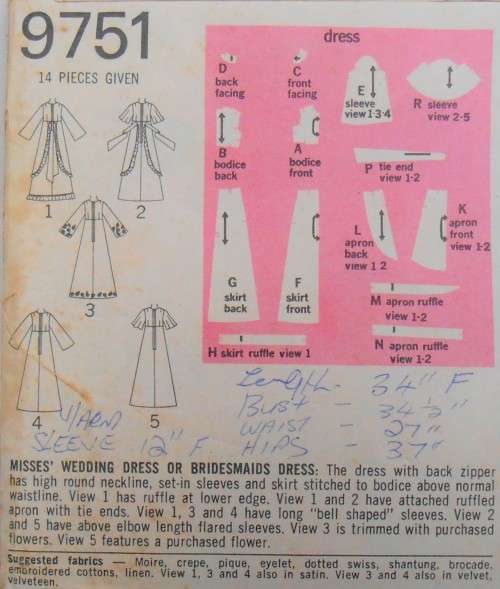 9751
14 PIECES GIVEN
1
2
3
4
5
dress
D
back
facing
C
front
facing
E
sleeve
view 1·3·4
R sleeve
view 2-5
B
bodice
back
A
bodice
front
P tie end
view 1-2
L
apron
back
view 1 2
K
apron
front
view 1-2
G
skirt
back
F
skirt
front
M apron ruffle
view 1-2
H skirt ruffle view 1
N apron ruffle
view 1-2
Length - 34" F
BUST - 34½"
WAIST - 27"
HIPS - 37"
SLEEVE 12" F
MISSES' WEDDING DRESS OR BRIDESMAIDS DRESS: The dress with back zipper
has high round neckline, set-in sleeves and skirt stitched to bodice above normal
waistline. View 1 has ruffle at lower edge. View 1 and 2 have attached ruffled
apron with tie ends. View 1, 3 and 4 have long "bell shaped" sleeves. View 2
and 5 have above elbow length flared sleeves. View 3 is trimmed with purchased
flowers. View 5 features a purchased flower.
Suggested fabrics — Moire, crepe, pique, eyelet, dotted swiss, shantung, brocade,
embroidered cottons, linen. View 1, 3 and 4 also in satin. View 3 and 4 also in velvet,
velveteen.